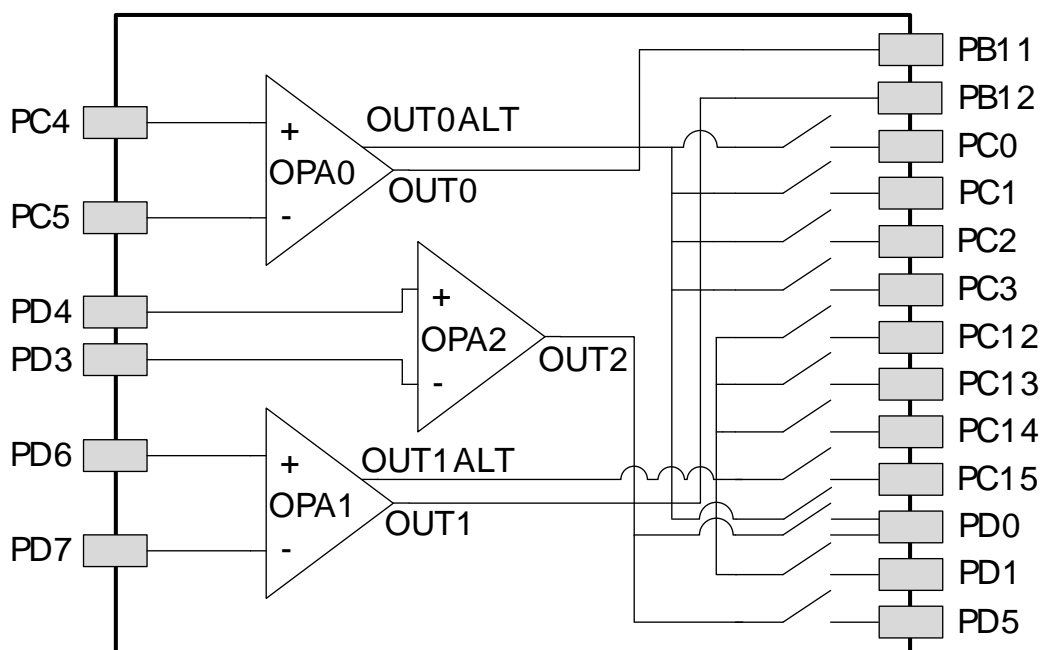 PB11
PB12
PC4
+
OUT0ALT
PC0
OPA0
OUT0
PC1
PC5
-
PC2
PD4
+
PC3
OPA2
OUT2
PC12
PD3
-
PC13
PC14
PD6
+
OUT1ALT
PC15
OPA1
OUT1
PD0
PD7
-
PD1
PD5